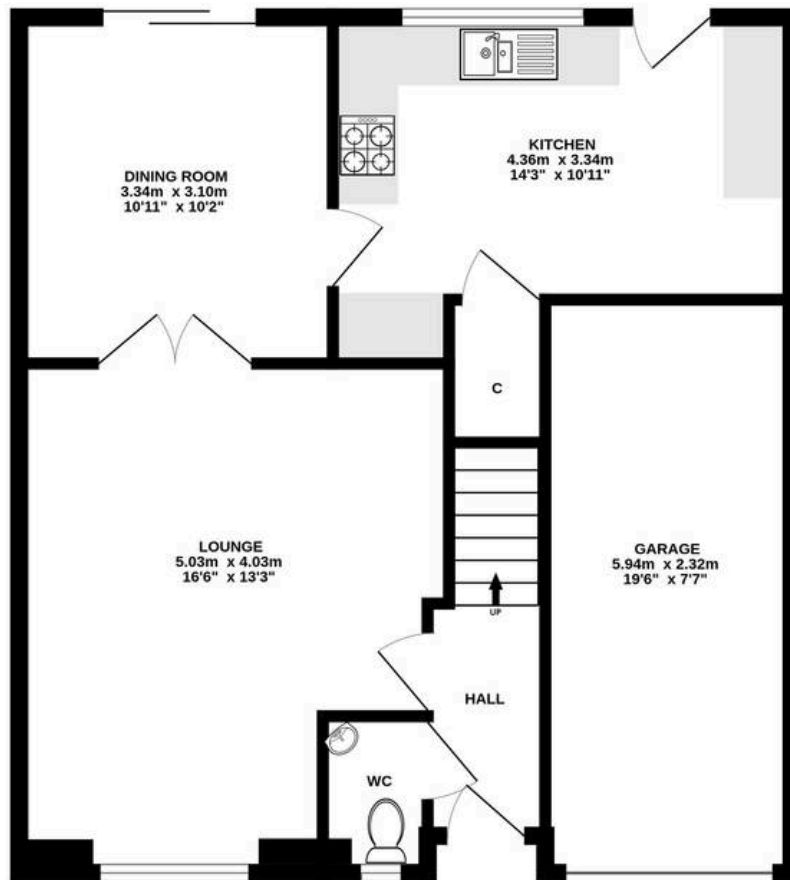 KITCHEN
4.36m x 3.34m
14'3" x 10'11"
DINING ROOM
3.34m x 3.10m
10'11" x 10'2"
C
LOUNGE
5.03m x 4.03m
16'6" x 13'3"
GARAGE
5.94m x 2.32m
19'6" x 7'7"
UP
HALL
WC